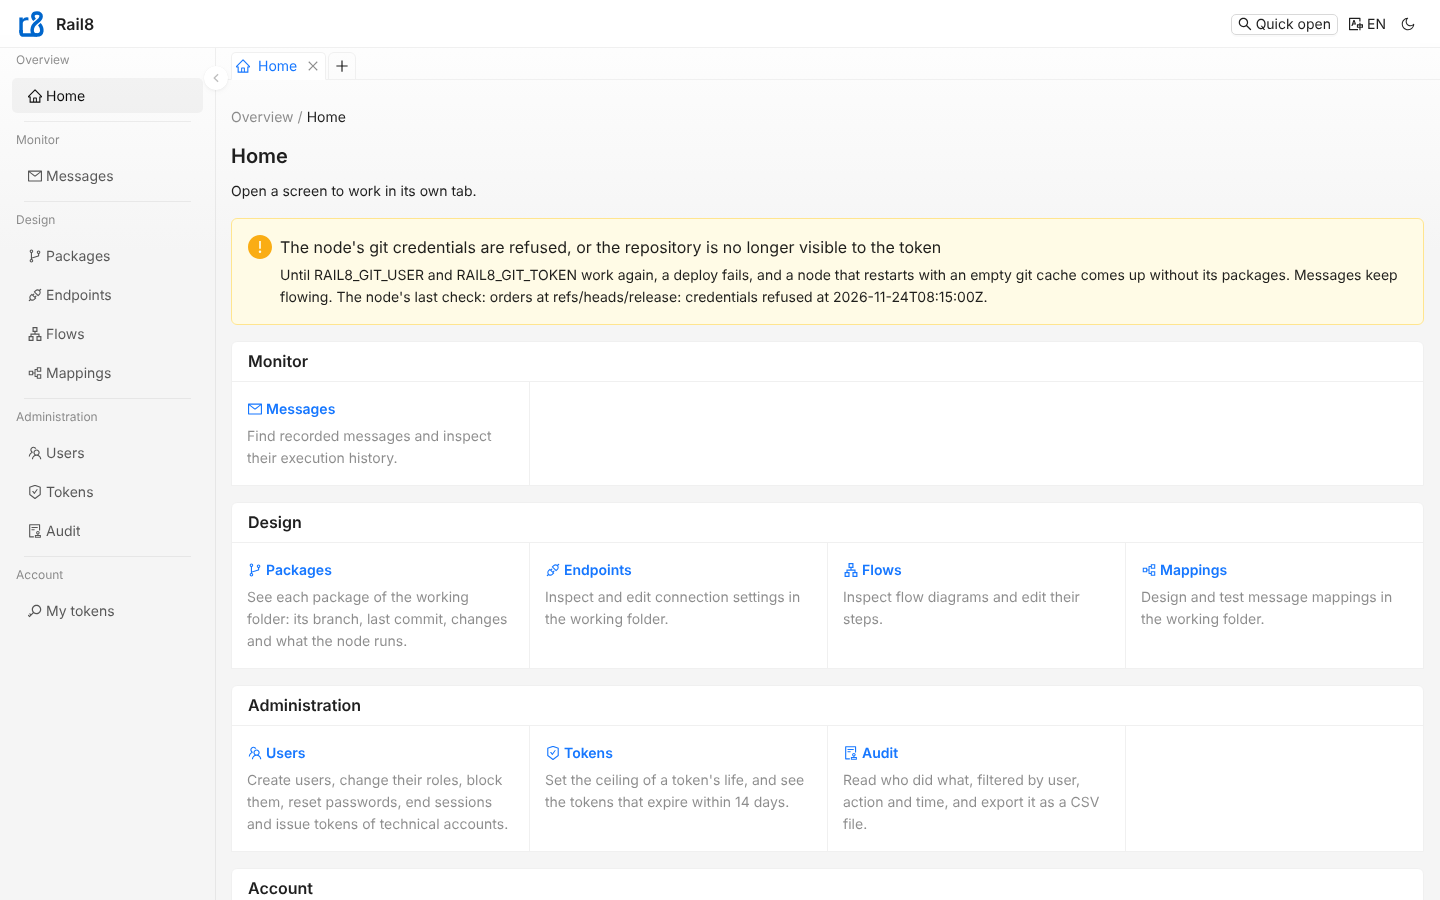 Rail8
Quick open
EN
Overview
Home
Monitor
Messages
Design
Packages
Endpoints
Flows
Mappings
Administration
Users
Tokens
Audit
Account
My tokens
Home
Overview / Home
Home
Open a screen to work in its own tab.
The node's git credentials are refused, or the repository is no longer visible to the token
Until RAIL8_GIT_USER and RAIL8_GIT_TOKEN work again, a deploy fails, and a node that restarts with an empty git cache comes up without its packages. Messages keep
flowing. The node's last check: orders at refs/heads/release: credentials refused at 2026-11-24T08:15:00Z.
Monitor
Messages
Find recorded messages and inspect
their execution history.
Design
Packages
See each package of the working
folder: its branch, last commit, changes
and what the node runs.
Endpoints
Inspect and edit connection settings in
the working folder.
Flows
Inspect flow diagrams and edit their
steps.
Mappings
Design and test message mappings in
the working folder.
Administration
Users
Create users, change their roles, block
them, reset passwords, end sessions
and issue tokens of technical accounts.
Tokens
Set the ceiling of a token's life, and see
the tokens that expire within 14 days.
Audit
Read who did what, filtered by user,
action and time, and export it as a CSV
file.
Account